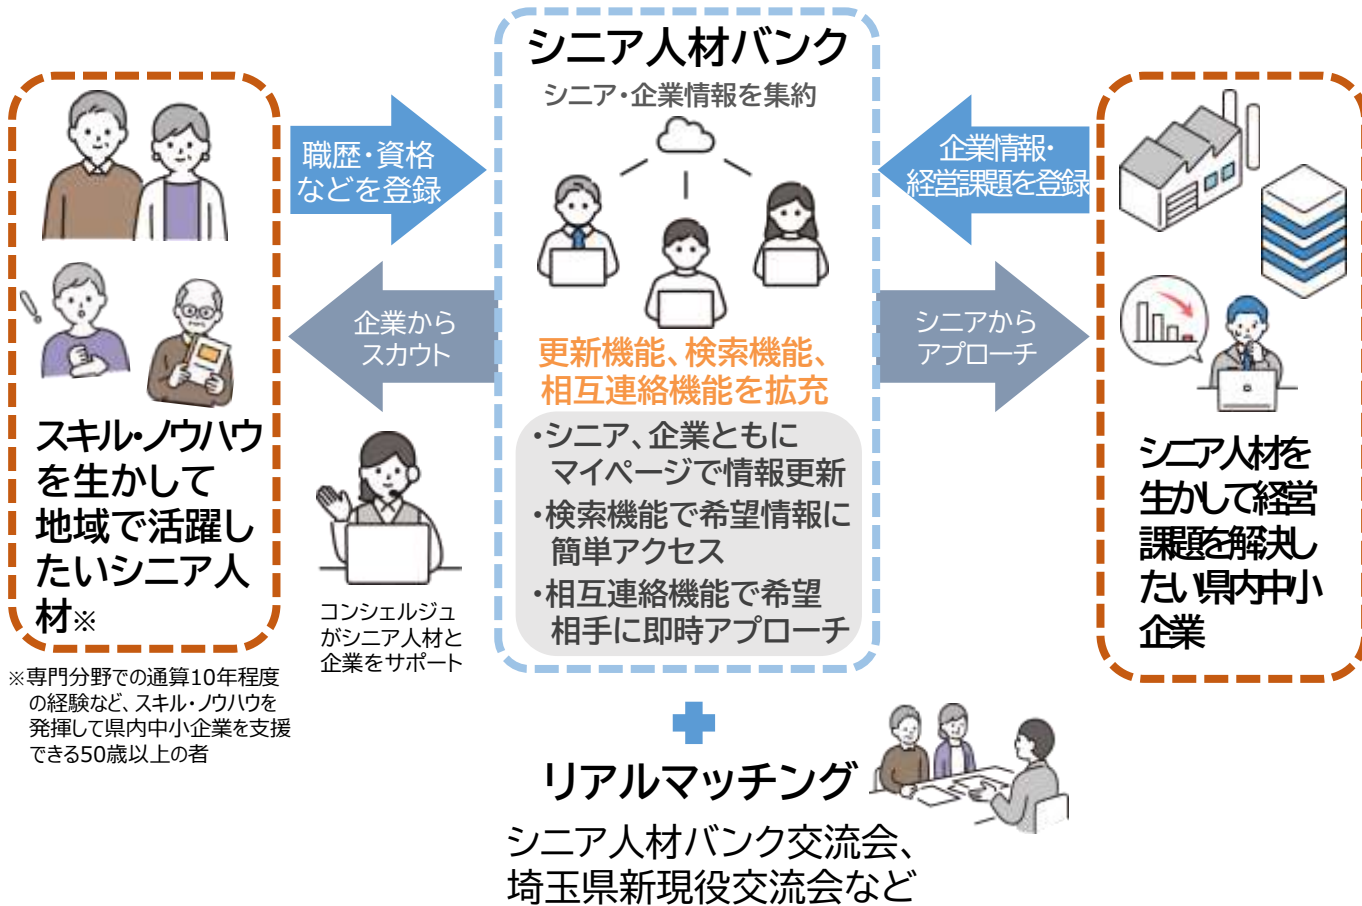 シニア人材バンク
シニア・企業情報を集約
職歴・資格
などを登録
企業情報・
経営課題を登録
企業から
スカウト
シニアから
アプローチ
更新機能、検索機能、
相互連絡機能を拡充
・シニア、企業ともに
マイページで情報更新
・検索機能で希望情報に
簡単アクセス
・相互連絡機能で希望
相手に即時アプローチ
スキル・ノウハウ
を生かして
地域で活躍し
たいシニア人
材※
コンシェルジュ
がシニア人材と
企業をサポート
シニア人材を
生かして経営
課題を解決し
たい県内中小
企業
※専門分野での通算10年程度
の経験など、スキル・ノウハウを
発揮して県内中小企業を支援
できる50歳以上の者
リアルマッチング
シニア人材バンク交流会、
埼玉県新現役交流会など